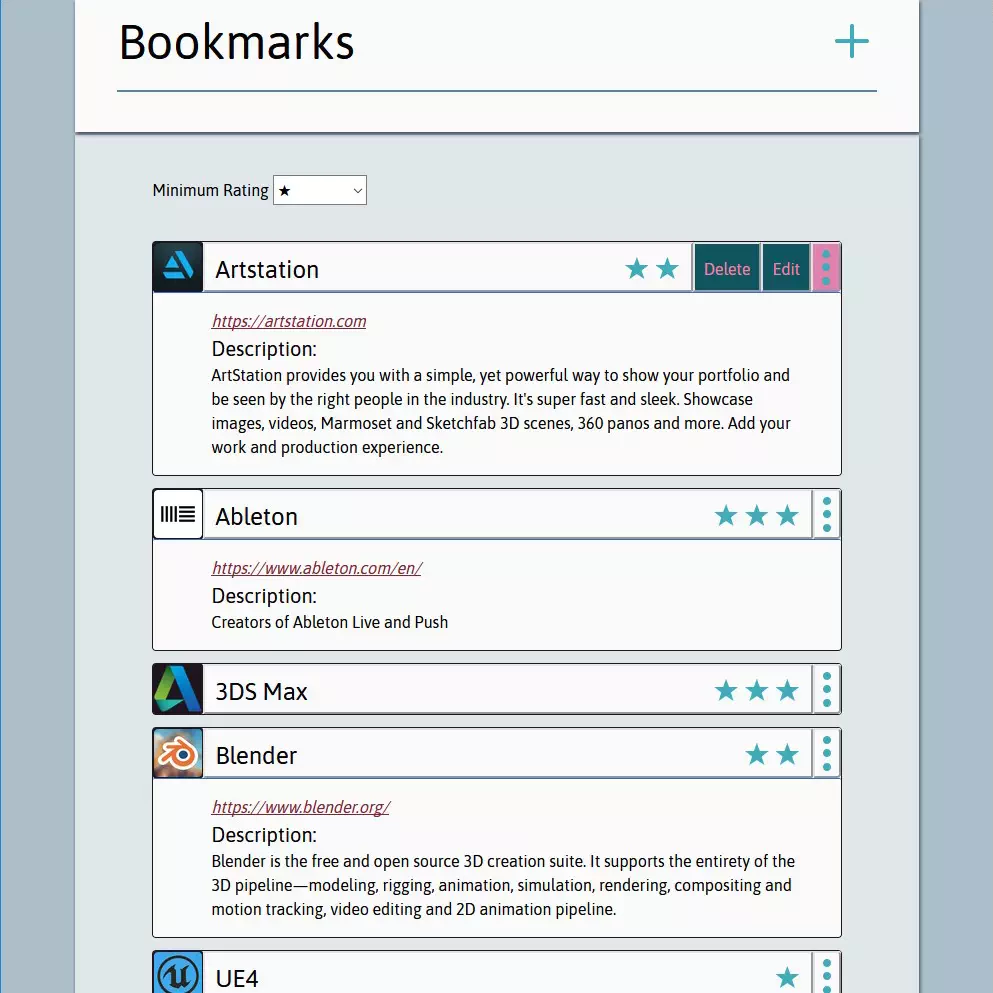 Bookmarks
Minimum Rating ★
Artstation ★ ★ Delete Edit
https://artstation.com
Description:
ArtStation provides you with a simple, yet powerful way to show your portfolio and
be seen by the right people in the industry. It's super fast and sleek. Showcase
images, videos, Marmoset and Sketchfab 3D scenes, 360 panos and more. Add your
work and production experience.
Ableton ★ ★ ★
https://www.ableton.com/en/
Description:
Creators of Ableton Live and Push
3DS Max ★ ★ ★
Blender ★ ★
https://www.blender.org/
Description:
Blender is the free and open source 3D creation suite. It supports the entirety of the
3D pipeline—modeling, rigging, animation, simulation, rendering, compositing and
motion tracking, video editing and 2D animation pipeline.
UE4 ★